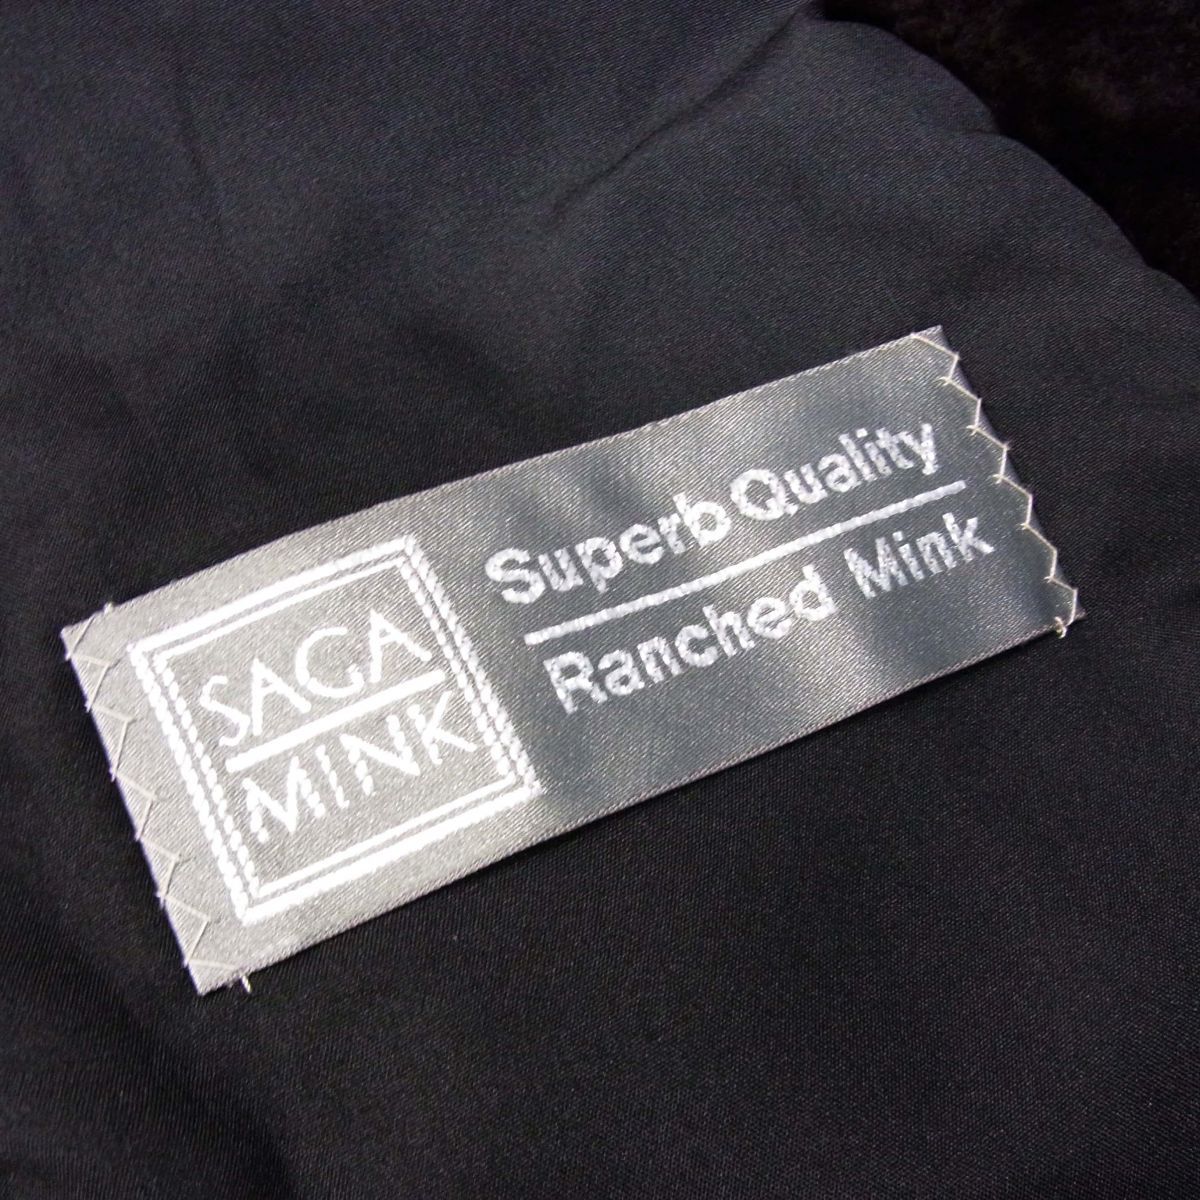 SAGA
MINK
Superb Quality
Ranched Mink